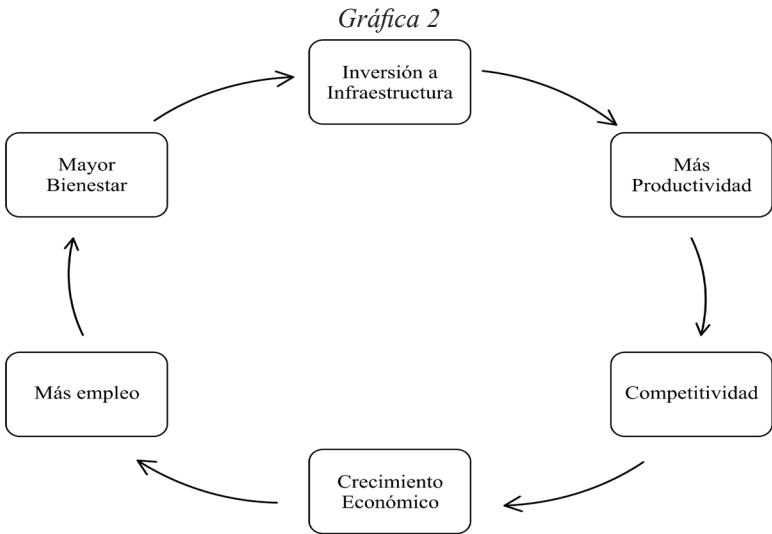 Gráfica 2
Inversión a
Infraestructura
Más
Productividad
Competitividad
Crecimiento
Económico
Más empleo
Mayor
Bienestar